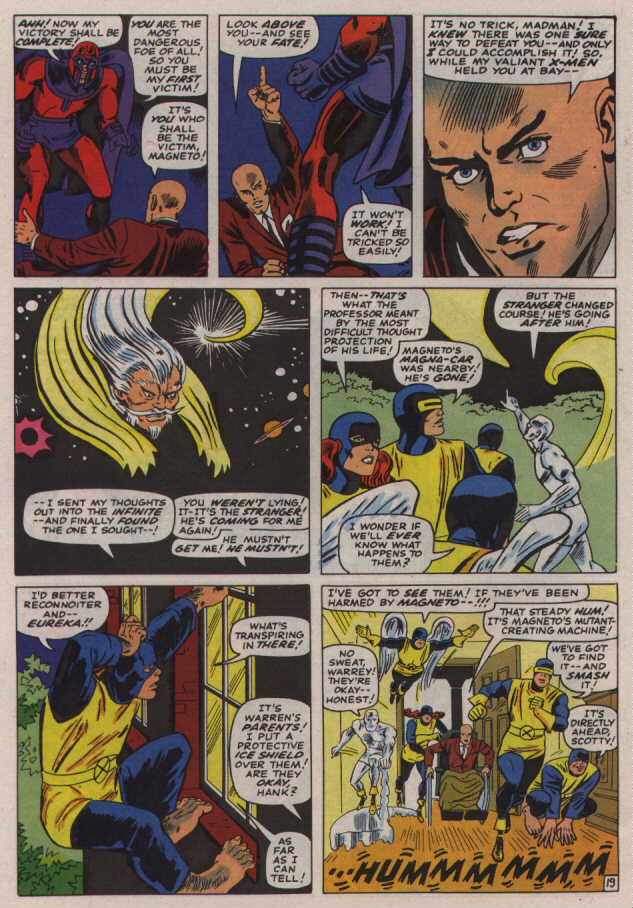 AHH! NOW MY
VICTORY SHALL BE
COMPLETE!
YOU ARE THE
MOST
DANGEROUS
FOE OF ALL!
SO YOU
MUST BE
MY FIRST
VICTIM!
IT'S
YOU WHO
SHALL
BE THE
VICTIM,
MAGNETO!
LOOK ABOVE
YOU--AND SEE
YOUR FATE!
IT WON'T
WORK! I
CAN'T BE
TRICKED SO
EASILY!
IT'S NO TRICK, MADMAN! I
KNEW THERE WAS ONE SURE
WAY TO DEFEAT YOU--AND ONLY
I COULD ACCOMPLISH IT! SO,
WHILE MY VALIANT X-MEN
HELD YOU AT BAY--
--I SENT MY THOUGHTS
OUT INTO THE INFINITE
--AND FINALLY FOUND
THE ONE I SOUGHT--!
YOU WEREN'T LYING!
IT-IT'S THE STRANGER!
HE'S COMING FOR ME
AGAIN!
HE MUSTN'T
GET ME! HE MUSTN'T!
THEN--THAT'S
WHAT THE
PROFESSOR MEANT
BY THE MOST
DIFFICULT THOUGHT
PROJECTION
OF HIS LIFE!
MAGNETO'S
MAGNA-CAR
WAS NEARBY!
HE'S GONE!
BUT THE
STRANGER CHANGED
COURSE! HE'S GOING
AFTER HIM!
I WONDER IF
WE'LL EVER
KNOW WHAT
HAPPENS TO
THEM?
I'D BETTER
RECONNOITER
AND--
EUREKA!!
WHAT'S
TRANSPIRING
IN THERE!
IT'S
WARREN'S
PARENTS!
I PUT A
PROTECTIVE
ICE SHIELD
OVER THEM!
ARE THEY
OKAY,
HANK?
AS
FAR
AS I
CAN
TELL!
I'VE GOT TO SEE THEM! IF THEY'VE BEEN
HARMED BY MAGNETO--!!!
THAT STEADY HUM!
IT'S MAGNETO'S MUTANT-
CREATING MACHINE!
NO
SWEAT,
WARREY!
THEY'RE
OKAY--
HONEST!
WE'VE GOT
TO FIND
IT--AND
SMASH
IT!
IT'S
DIRECTLY
AHEAD,
SCOTTY!
...HUMMMMMMM
19